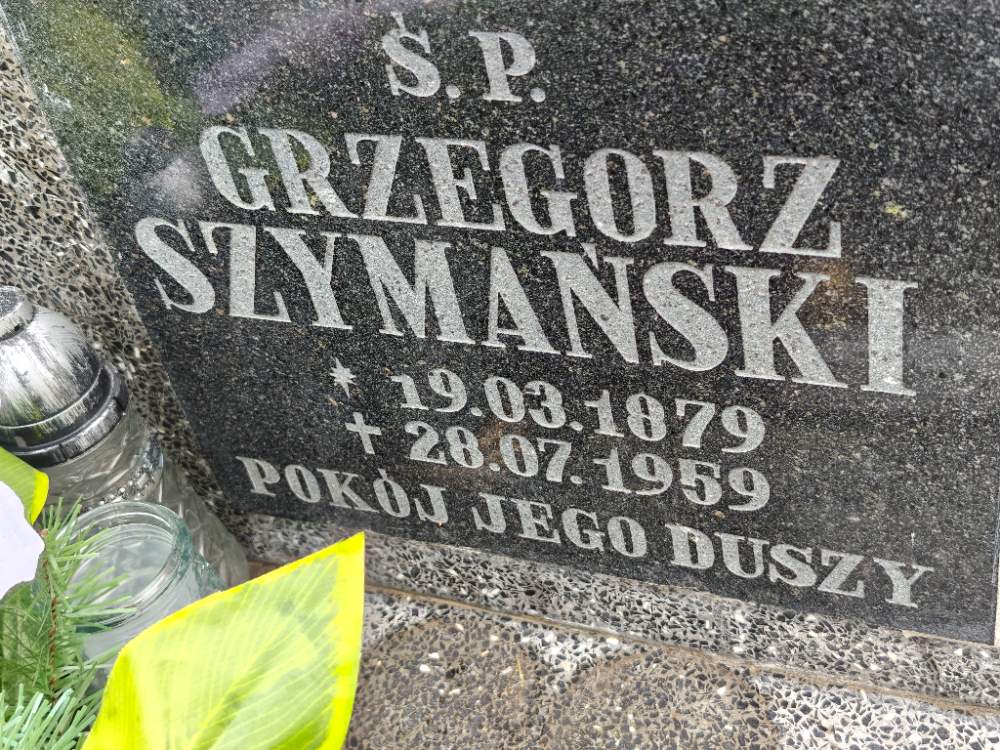 Ś.P.
GRZEGORZ
SZYMAŃSKI
* 19.03.1879
✝ 28.07.1959
POKÓJ JEGO DUSZY